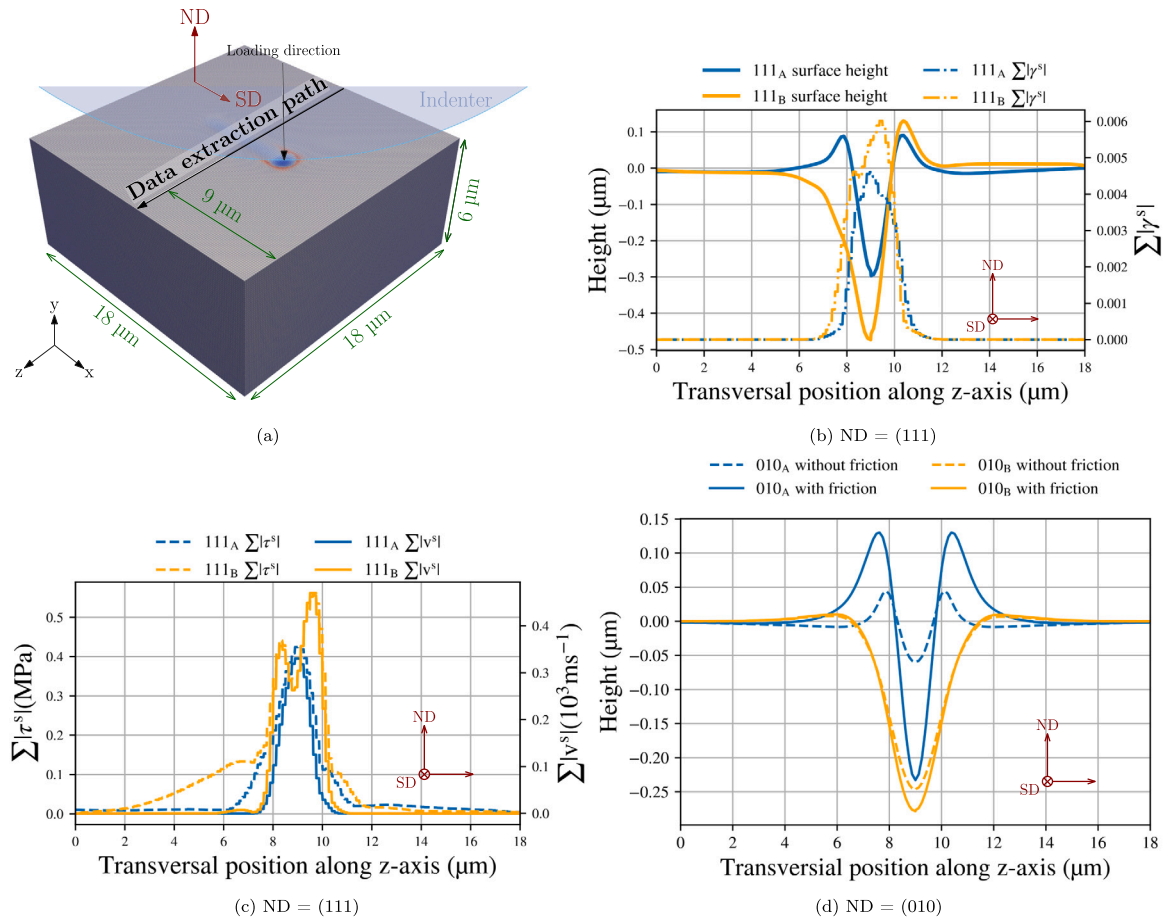 ND
Loading direction
SD
Indenter
Data extraction path
9 µm
6 µm
18 µm
18 µm
y
z
x
(a)
111A surface height
111A ∑|γˢ|
111B surface height
111B ∑|γˢ|
0.1
0.0
−0.1
−0.2
−0.3
−0.4
−0.5
Height (µm)
0.006
0.005
0.004
0.003
0.002
0.001
0.000
∑|γˢ|
ND
SD
0 2 4 6 8 10 12 14 16 18
Transversal position along z-axis (µm)
(b) ND = (111)
111A ∑|τˢ|
111A ∑|vˢ|
111B ∑|τˢ|
111B ∑|vˢ|
0.5
0.4
0.3
0.2
0.1
0.0
∑|τˢ|(MPa)
0.4
0.3
0.2
0.1
0.0
∑|vˢ|(10³ms⁻¹)
ND
SD
0 2 4 6 8 10 12 14 16 18
Transversal position along z-axis (µm)
(c) ND = (111)
010A without friction
010B without friction
010A with friction
010B with friction
0.15
0.10
0.05
0.00
−0.05
−0.10
−0.15
−0.20
−0.25
Height (µm)
ND
SD
0 2 4 6 8 10 12 14 16 18
Transversial position along z-axis (µm)
(d) ND = (010)